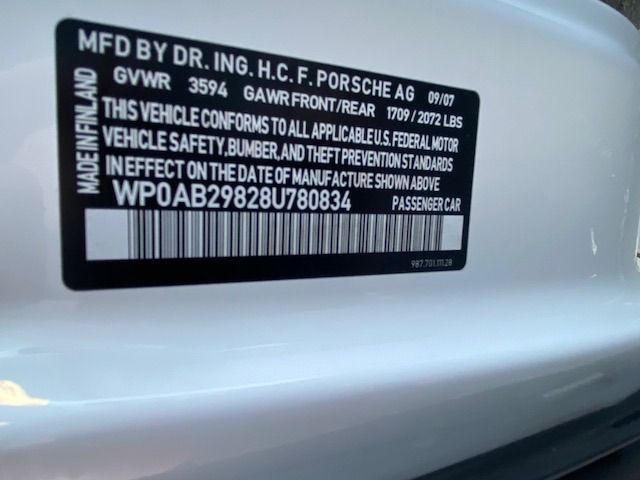 MFD BY DR. ING. H.C. F. PORSCHE AG 09/07
GVWR 3594 GAWR FRONT/REAR 1709 / 2072 LBS
THIS VEHICLE CONFORMS TO ALL APPLICABLE U.S. FEDERAL MOTOR
VEHICLE SAFETY, BUMPER, AND THEFT PREVENTION STANDARDS
IN EFFECT ON THE DATE OF MANUFACTURE SHOWN ABOVE
WP0AB29828U780834 PASSENGER CAR
987.701.111.28
MADE IN FINLAND